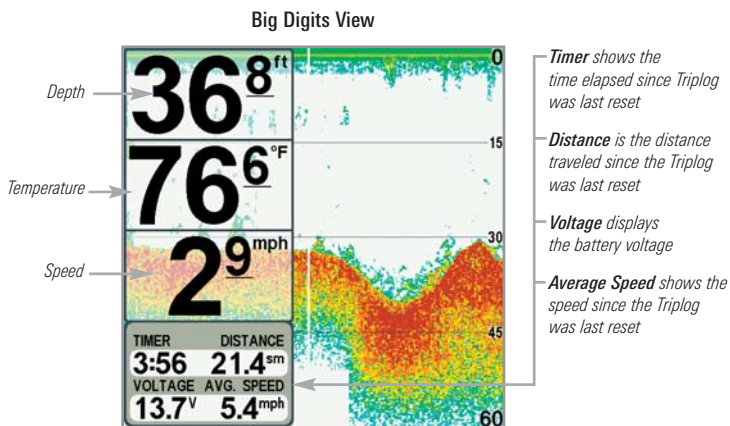 Big Digits View
Depth
Temperature
Speed
36 8 ft
76 6 °F
2 9 mph
TIMER DISTANCE
3:56 21.4 sm
VOLTAGE AVG. SPEED
13.7 V 5.4 mph
0
15
30
45
60
Timer shows the
time elapsed since Triplog
was last reset
Distance is the distance
traveled since the Triplog
was last reset
Voltage displays
the battery voltage
Average Speed shows the
speed since the Triplog
was last reset